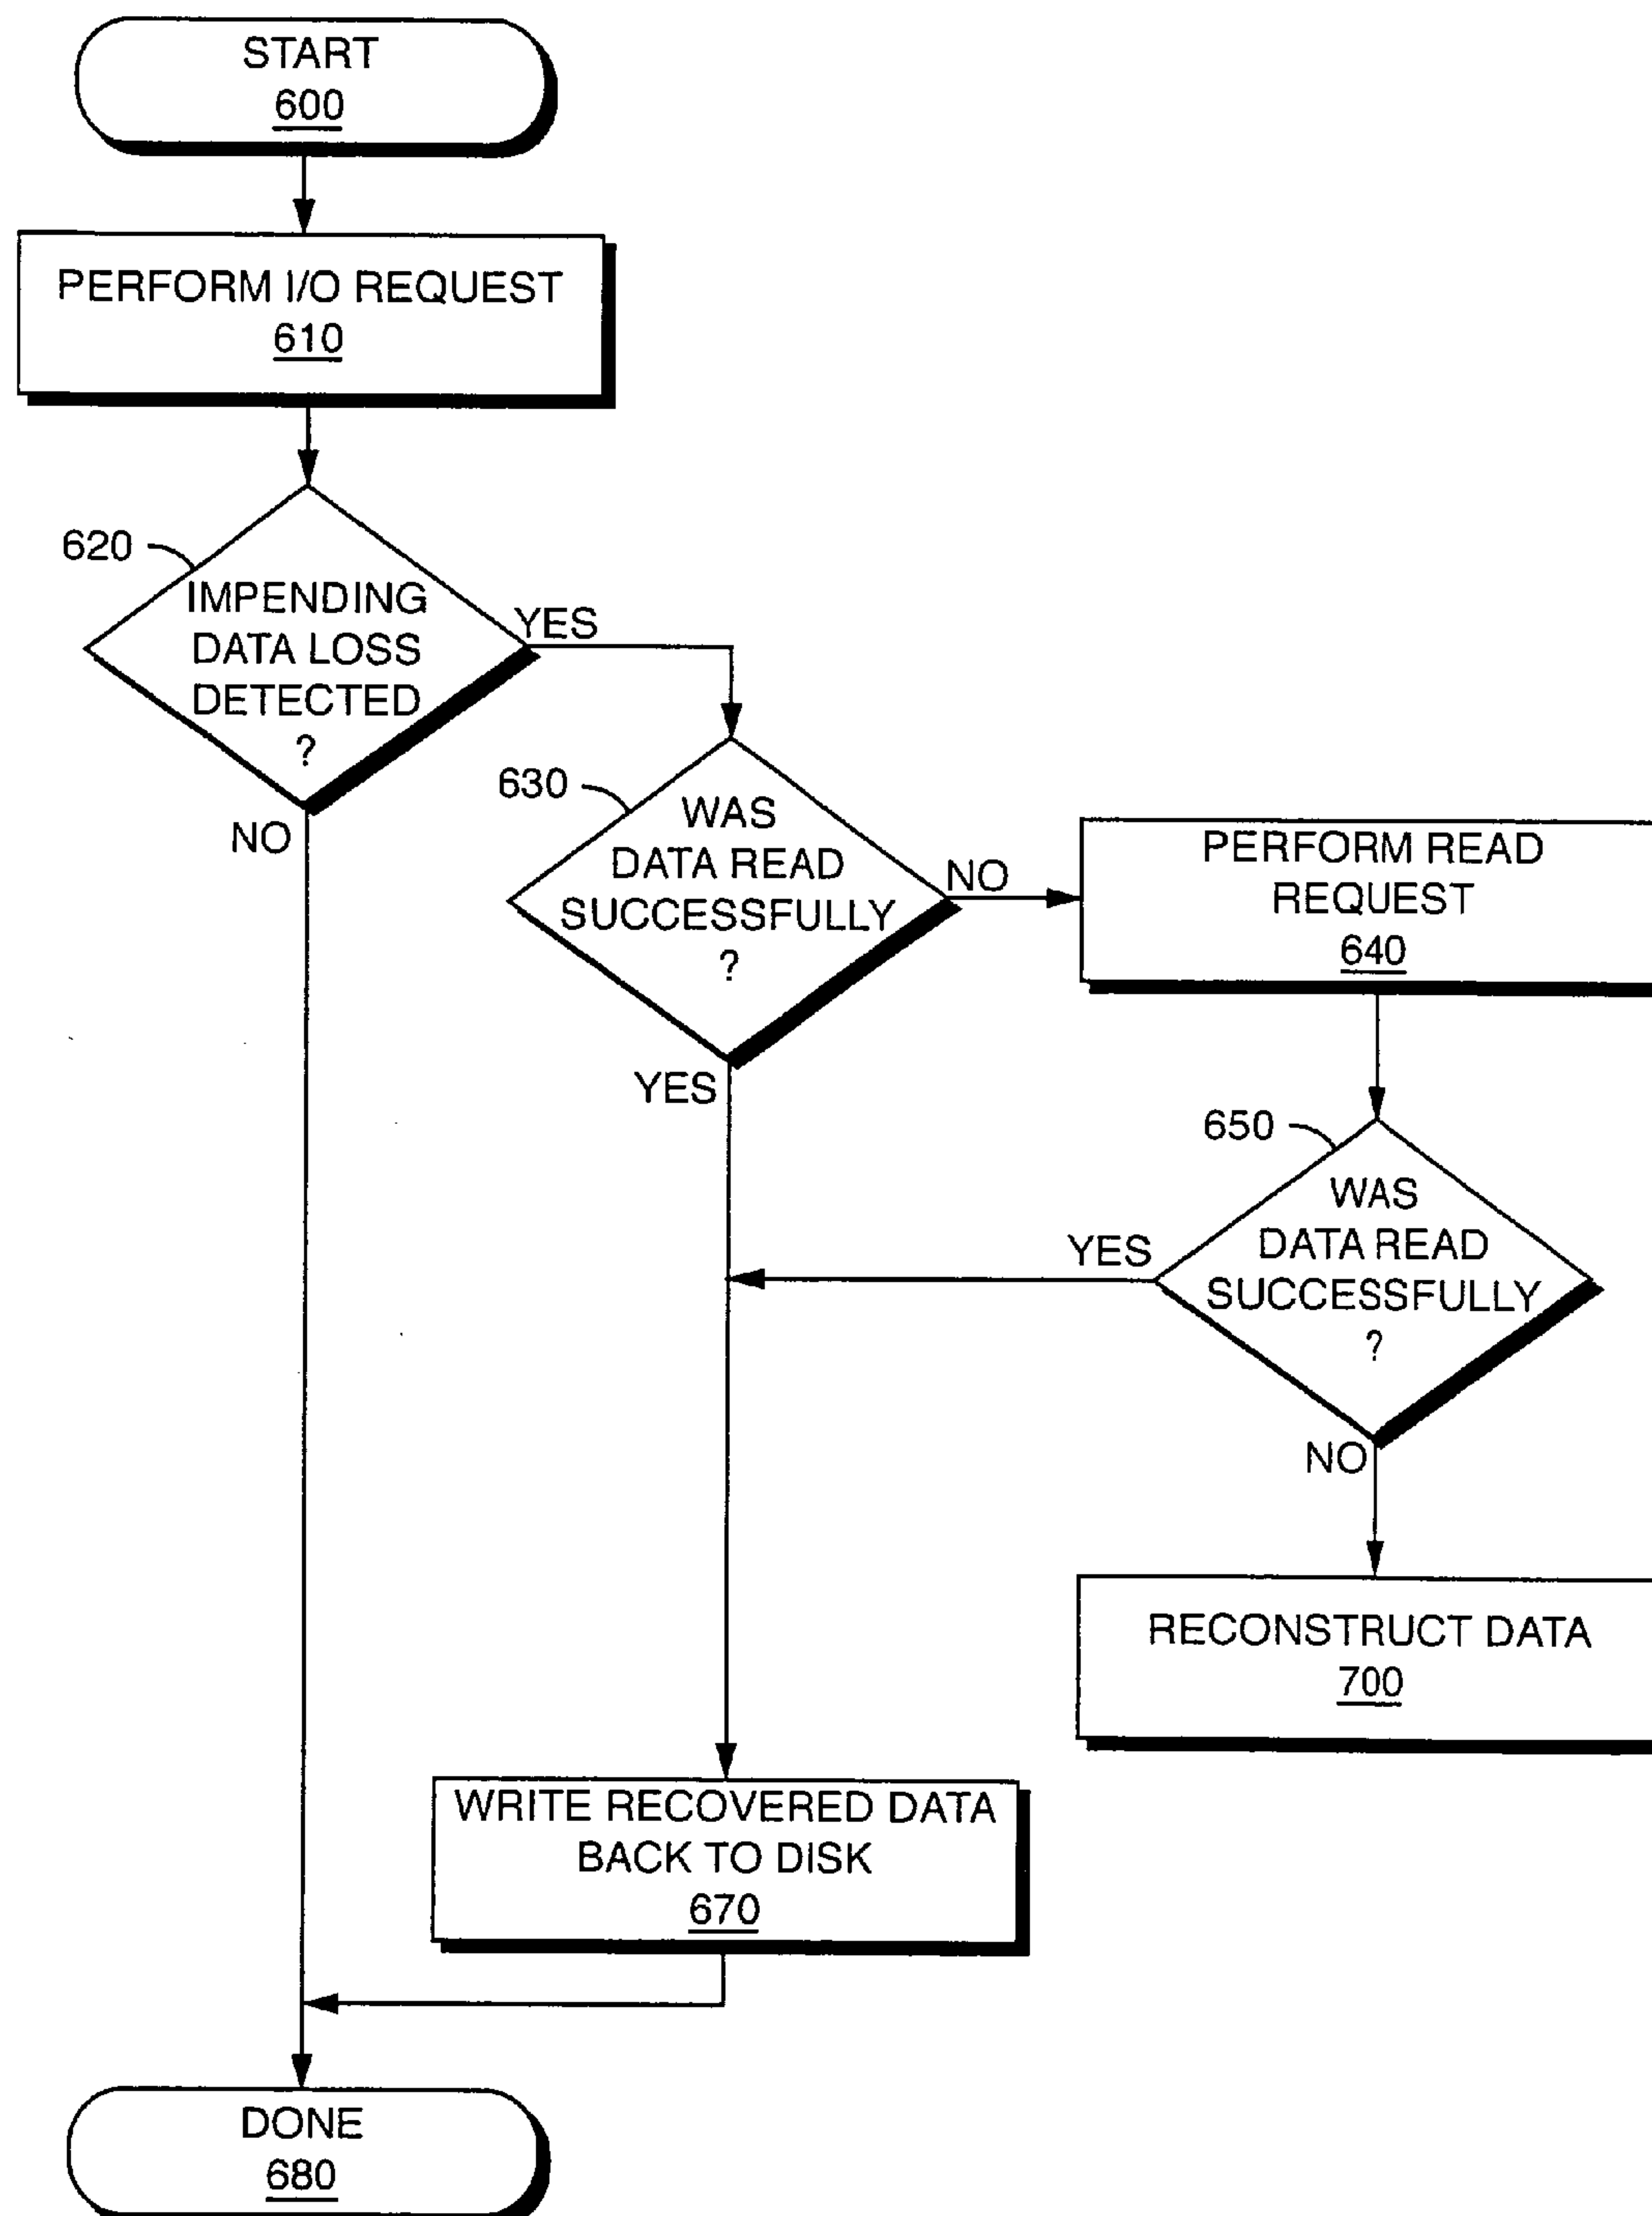 START
600
PERFORM I/O REQUEST
610
620
IMPENDING
DATA LOSS
DETECTED
?
YES
NO
630
WAS
DATA READ
SUCCESSFULLY
?
NO
YES
PERFORM READ
REQUEST
640
650
WAS
DATA READ
SUCCESSFULLY
?
YES
NO
RECONSTRUCT DATA
700
WRITE RECOVERED DATA
BACK TO DISK
670
DONE
680